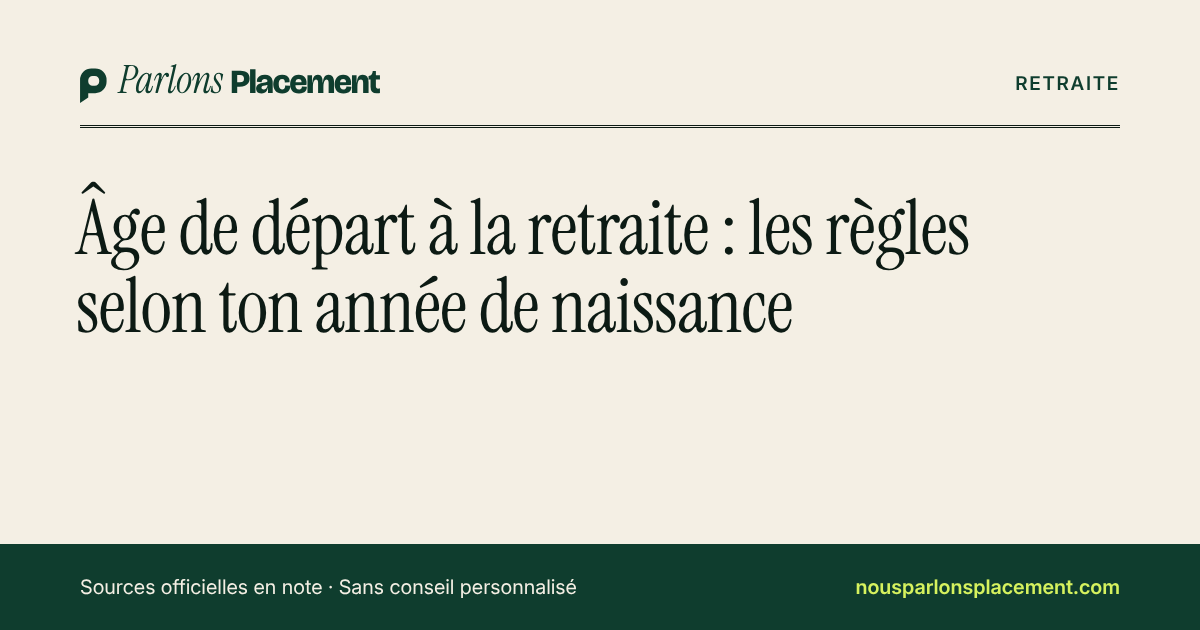 Parlons Placement
RETRAITE
Âge de départ à la retraite : les règles
selon ton année de naissance
Sources officielles en note · Sans conseil personnalisé
nousparlonsplacement.com